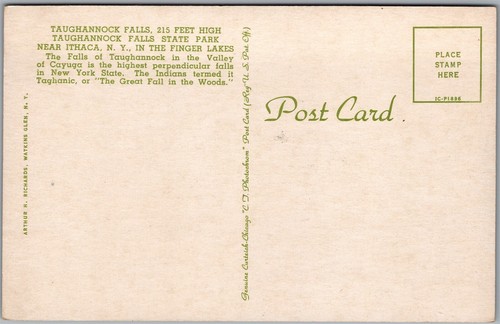 TAUGHANNOCK FALLS, 215 FEET HIGH
TAUGHANNOCK FALLS STATE PARK
NEAR ITHACA, N. Y., IN THE FINGER LAKES
The Falls of Taughannock in the Valley
of Cayuga is the highest perpendicular falls
in New York State. The Indians termed it
Taghanic, or "The Great Fall in the Woods."
ARTHUR H. RICHARDS, WATKINS GLEN, N. Y.
Genuine Curteich-Chicago "C. T. Photochrom" Post Card (Reg. U. S. Pat. Off.)
Post Card
PLACE
STAMP
HERE